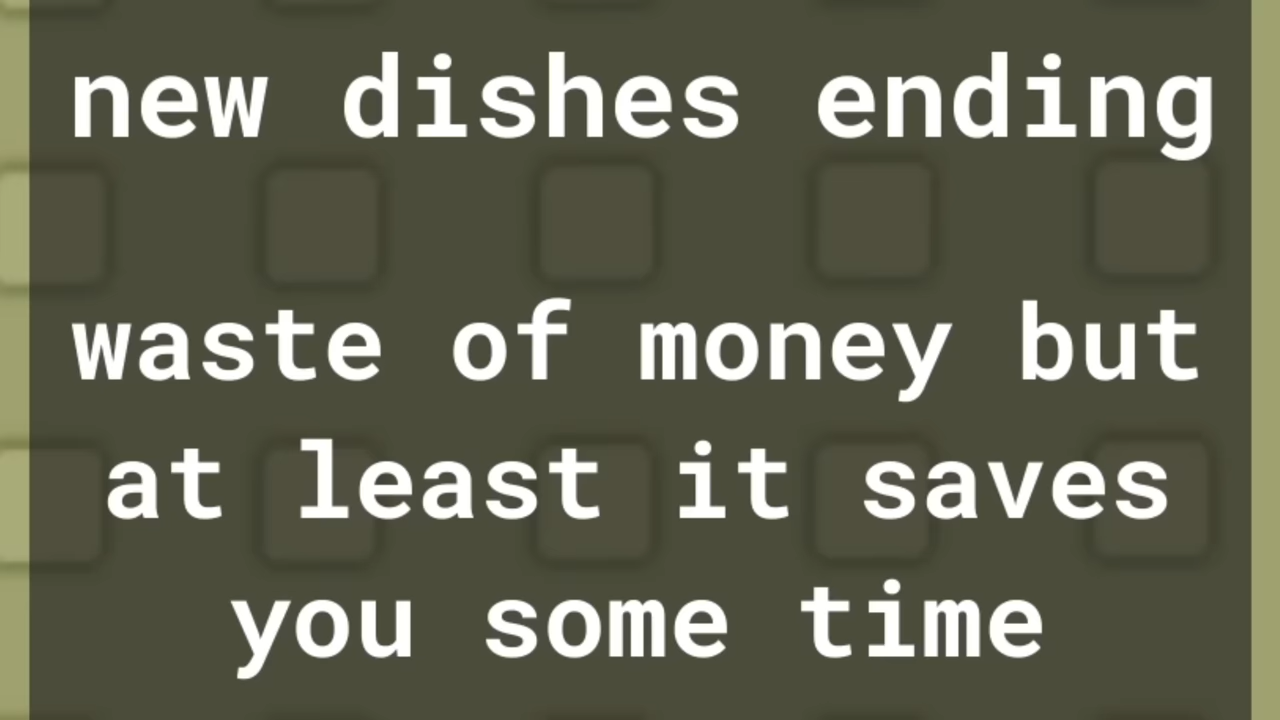 new dishes ending
waste of money but
at least it saves
you some time